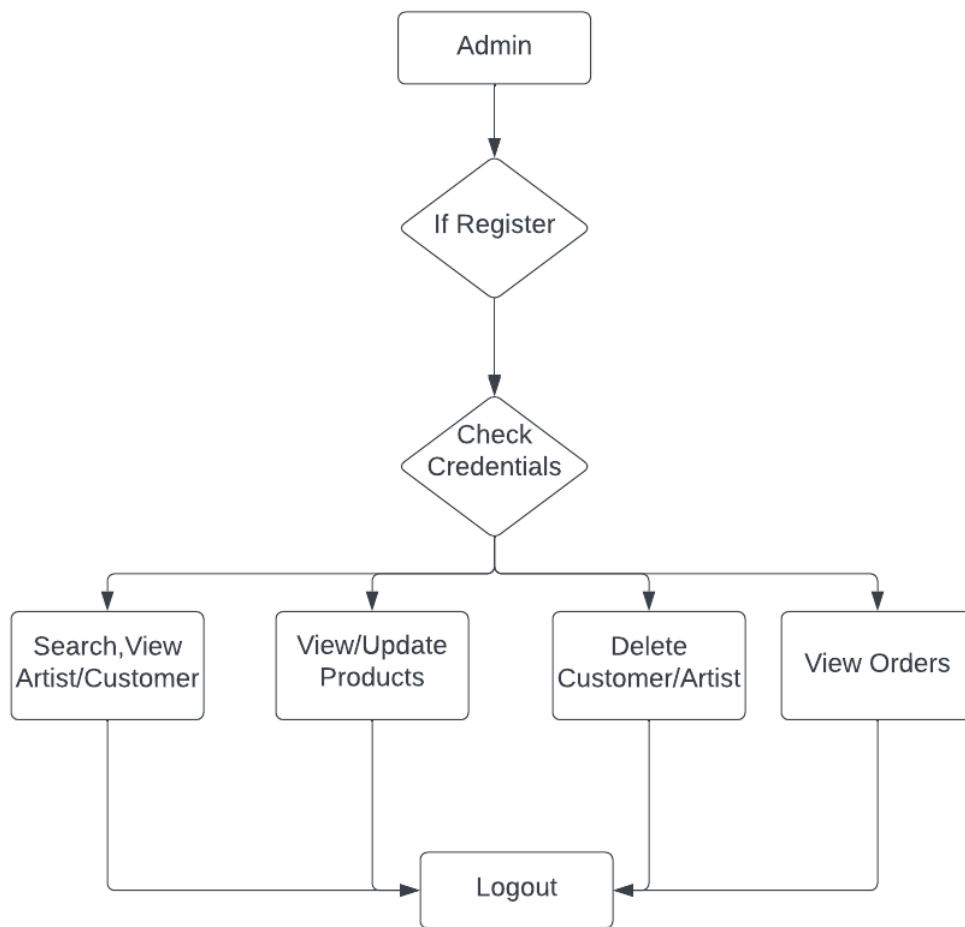 Admin
If Register
Check
Credentials
Search,View
Artist/Customer
View/Update
Products
Delete
Customer/Artist
View Orders
Logout